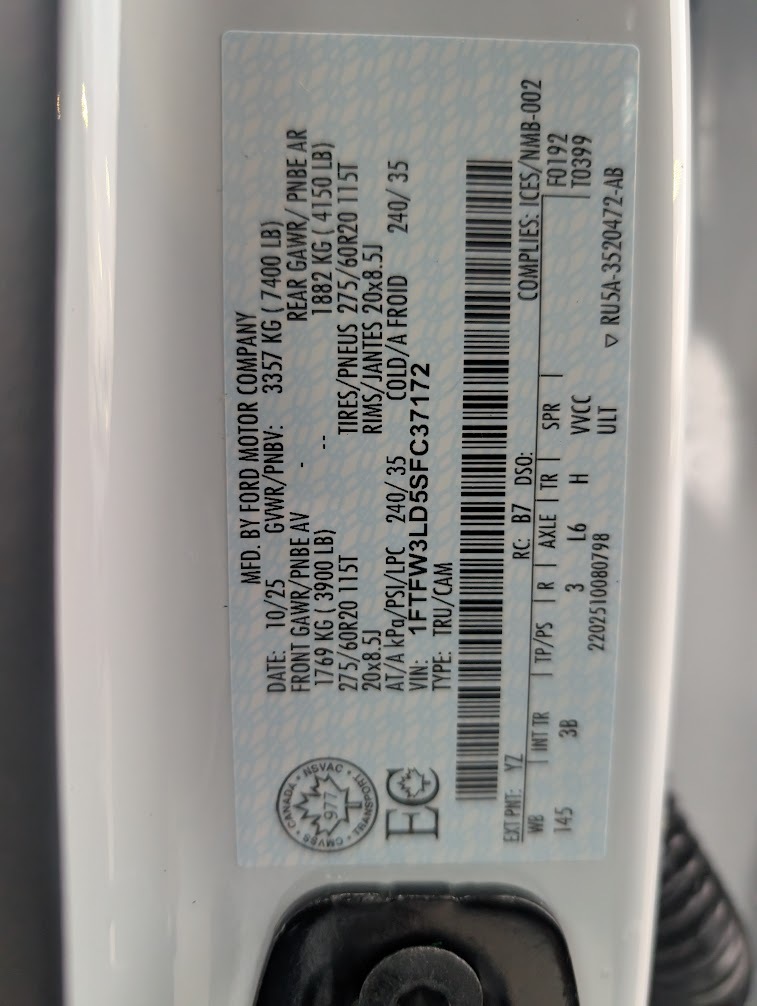 MFD. BY FORD MOTOR COMPANY
DATE: 10/25 GVWR/PNBV: 3357 KG ( 7400 LB)
FRONT GAWR/PNBE AV - REAR GAWR/ PNBE AR
1769 KG ( 3900 LB) -- 1882 KG ( 4150 LB)
275/60R20 115T TIRES/PNEUS 275/60R20 115T
20x8.5J RIMS/JANTES 20x8.5J
AT/A kPa/PSI/LPC 240/ 35 COLD/A FROID 240/ 35
VIN: 1FTFW3LD5SFC37172
TYPE: TRU/CAM
CANADA • NSVAC • TRANSPORT • CMVSS •
977
T
EC
COMPLIES: ICES/NMB-002
EXT PNT: YZ RC: B7 DSO: F0192
WB | INT TR | TP/PS | R | AXLE | TR | SPR | T0399
145 3B 3 L6 H VVCC
2202510080798 ULT
▽ RU5A-3520472-AB